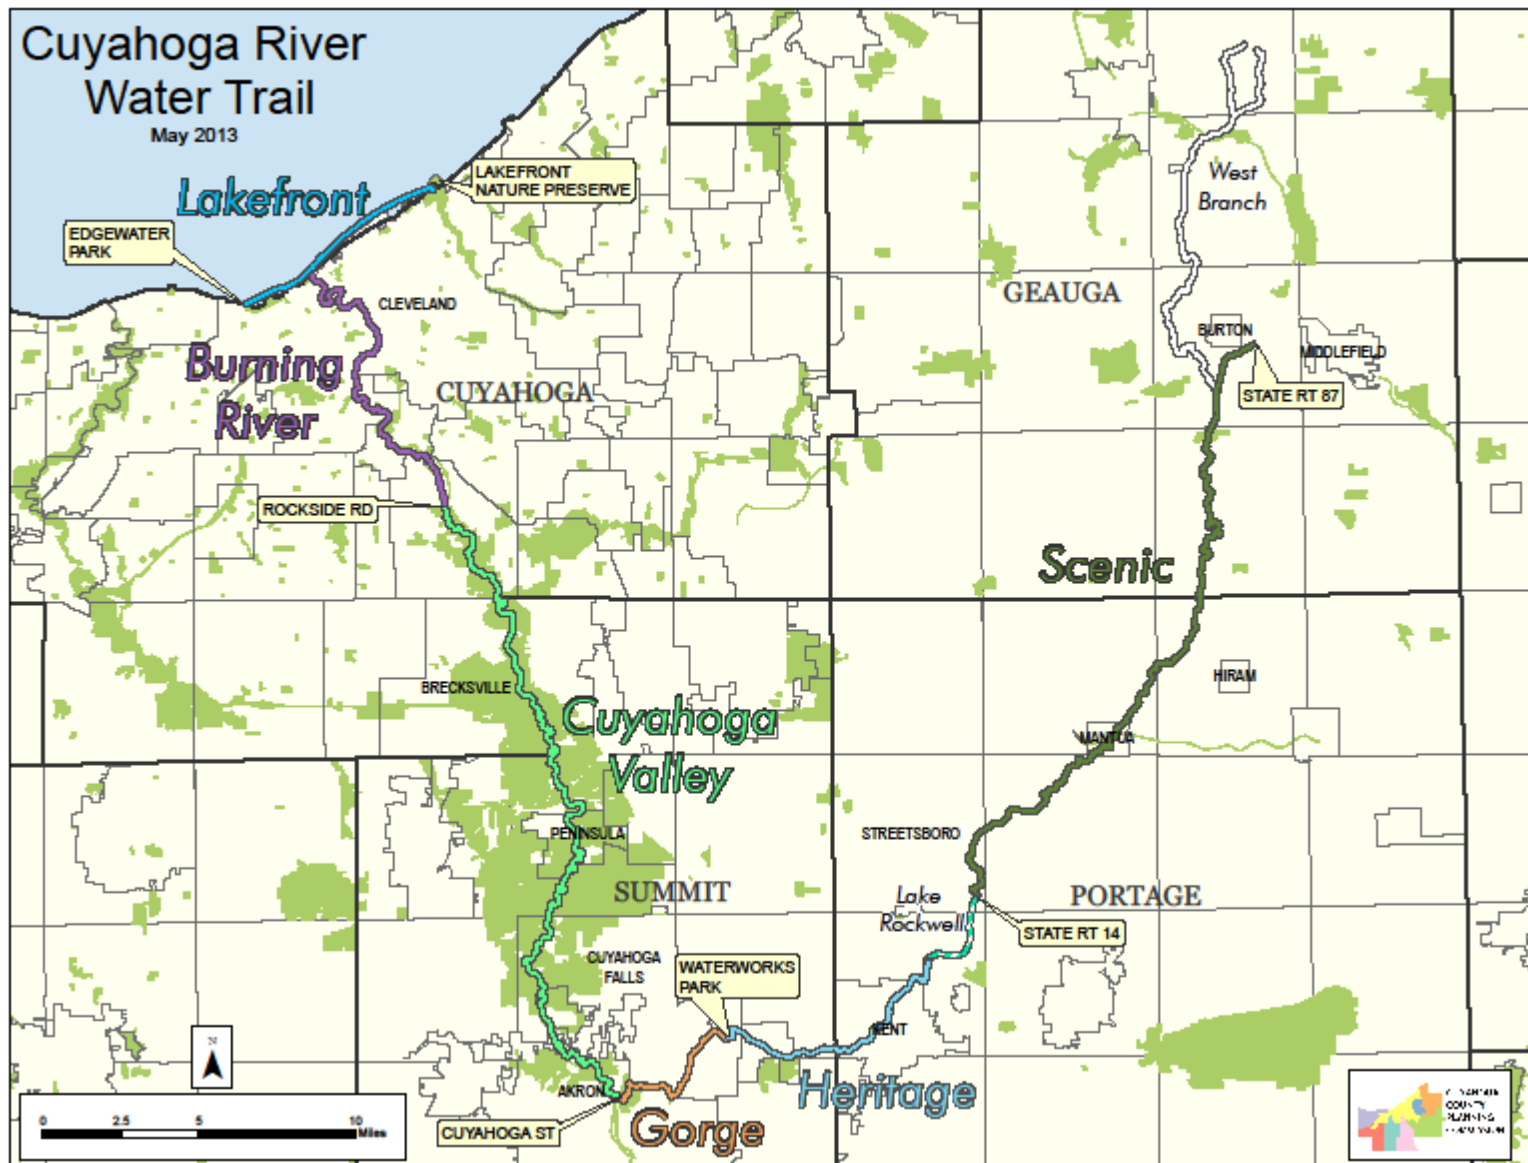 Cuyahoga River
Water Trail
May 2013
Lakefront
LAKEFRONT
NATURE PRESERVE
EDGEWATER
PARK
West
Branch
GEAUGA
CLEVELAND
BURTON
MIDDLEFIELD
Burning
River
CUYAHOGA
STATE RT 87
ROCKSIDE RD
Scenic
HIRAM
BRECKSVILLE
Cuyahoga
Valley
MANTUA
PENINSULA
STREETSBORO
SUMMIT
Lake
Rockwell
PORTAGE
STATE RT 14
CUYAHOGA
FALLS
WATERWORKS
PARK
KENT
N
AKRON
Heritage
Gorge
CUYAHOGA ST
0 2.5 5 10
Miles
COUNTY
PLANNING